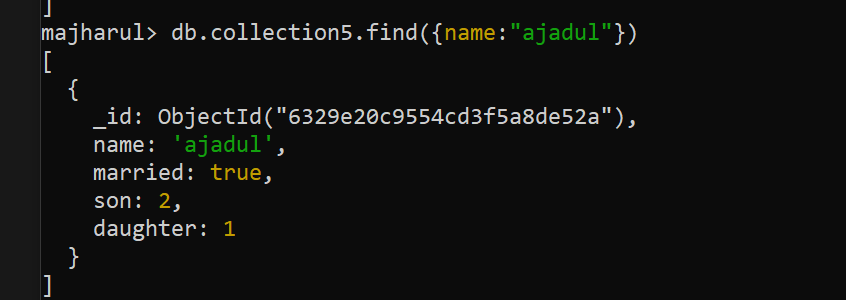 ]
majharul> db.collection5.find({name:"ajadul"})
[
  {
    _id: ObjectId("6329e20c9554cd3f5a8de52a"),
    name: 'ajadul',
    married: true,
    son: 2,
    daughter: 1
  }
]